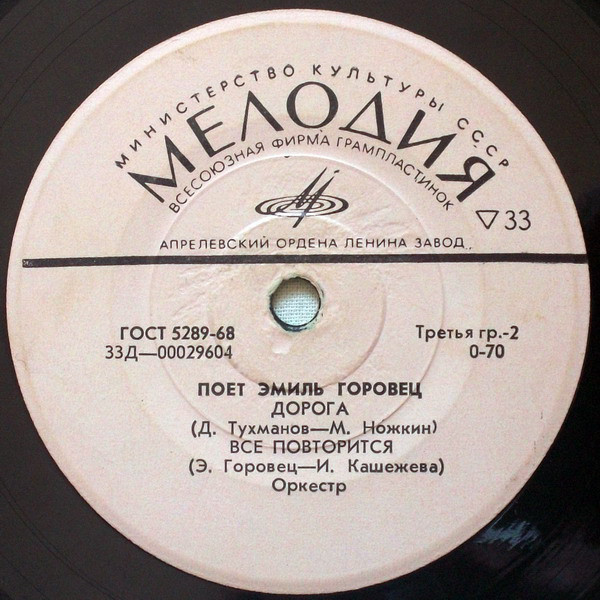 МИНИСТЕРСТВО КУЛЬТУРЫ СССР
МЕЛОДИЯ
ВСЕСОЮЗНАЯ ФИРМА ГРАМПЛАСТИНОК
33
АПРЕЛЕВСКИЙ ОРДЕНА ЛЕНИНА ЗАВОД
ГОСТ 5289-68 Третья гр.-2
33Д—00029604 0-70
ПОЕТ ЭМИЛЬ ГОРОВЕЦ
ДОРОГА
(Д. Тухманов—М. Ножкин)
ВСЕ ПОВТОРИТСЯ
(Э. Горовец—И. Кашежева)
Оркестр